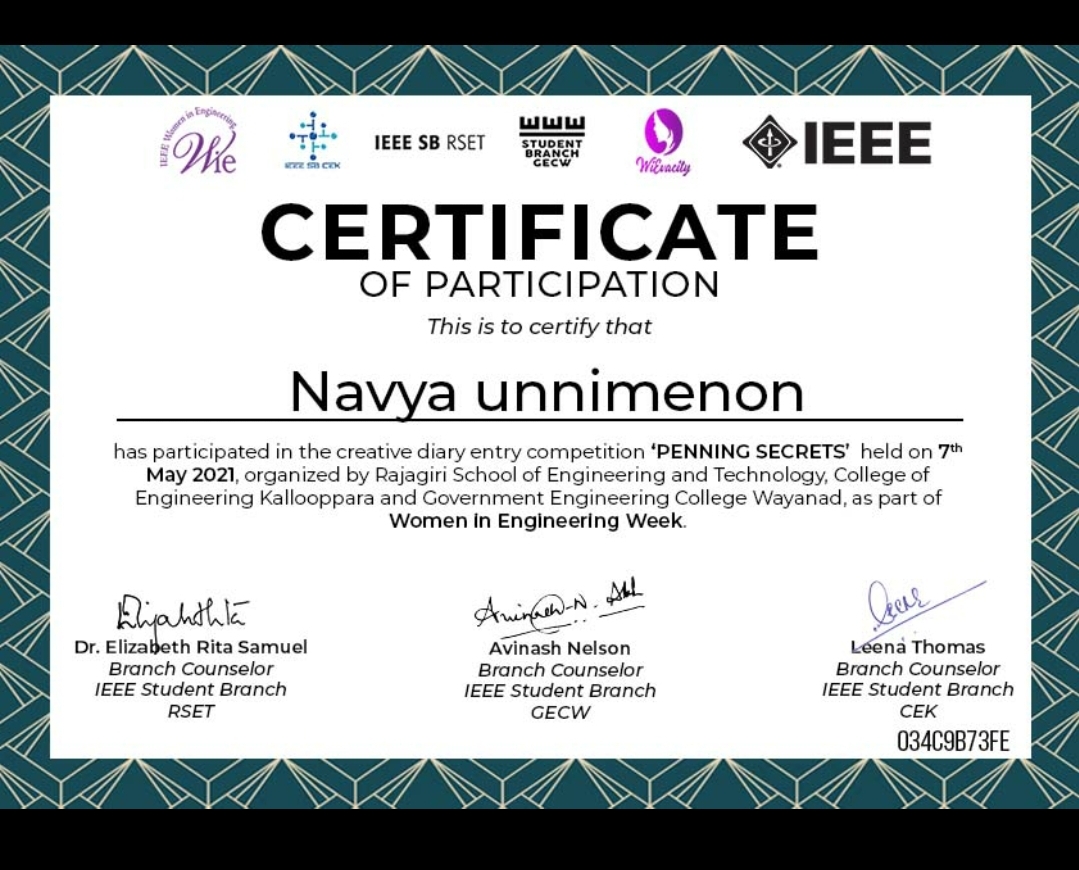 IEEE Women in Engineering
Wie
IEEE SB CEK
IEEE SB RSET
STUDENT
BRANCH
GECW
WiEvacity
IEEE
CERTIFICATE
OF PARTICIPATION
This is to certify that
Navya unnimenon
has participated in the creative diary entry competition ‘PENNING SECRETS’ held on 7th
May 2021, organized by Rajagiri School of Engineering and Technology, College of
Engineering Kallooppara and Government Engineering College Wayanad, as part of
Women in Engineering Week.
Dr. Elizabeth Rita Samuel
Branch Counselor
IEEE Student Branch
RSET
Avinash Nelson
Branch Counselor
IEEE Student Branch
GECW
Leena Thomas
Branch Counselor
IEEE Student Branch
CEK
034C9B73FE